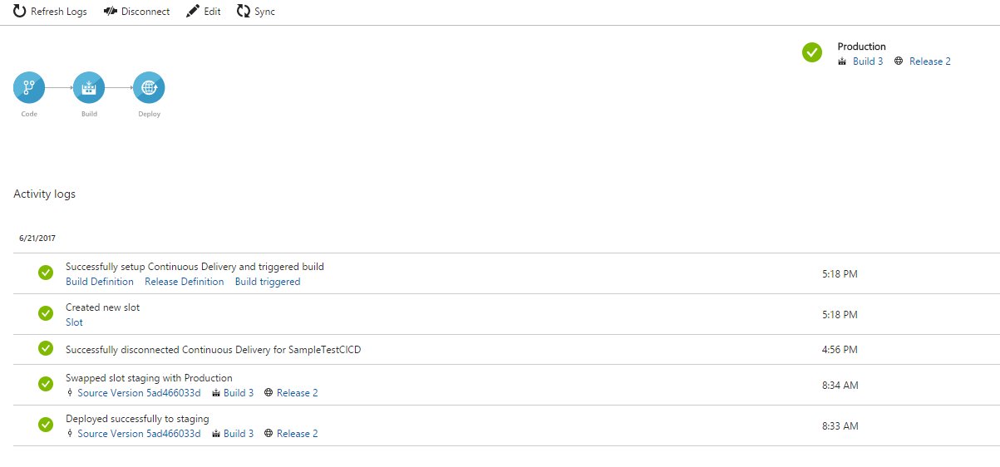 Refresh Logs Disconnect Edit Sync
Production
Build 3 Release 2
Code Build Deploy
Activity logs
6/21/2017
Successfully setup Continuous Delivery and triggered build
Build Definition Release Definition Build triggered
5:18 PM
Created new slot
Slot
5:18 PM
Successfully disconnected Continuous Delivery for SampleTestCICD
4:56 PM
Swapped slot staging with Production
Source Version 5ad466033d Build 3 Release 2
8:34 AM
Deployed successfully to staging
Source Version 5ad466033d Build 3 Release 2
8:33 AM